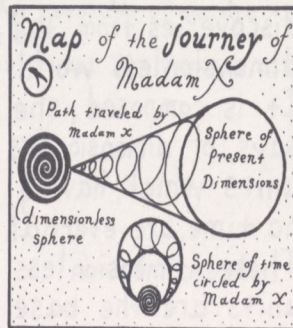 Map of the journey of
Madam X
Path traveled by
Madam X
Sphere of
Present
Dimensions
dimensionless
sphere
Sphere of time
circled by
Madam X